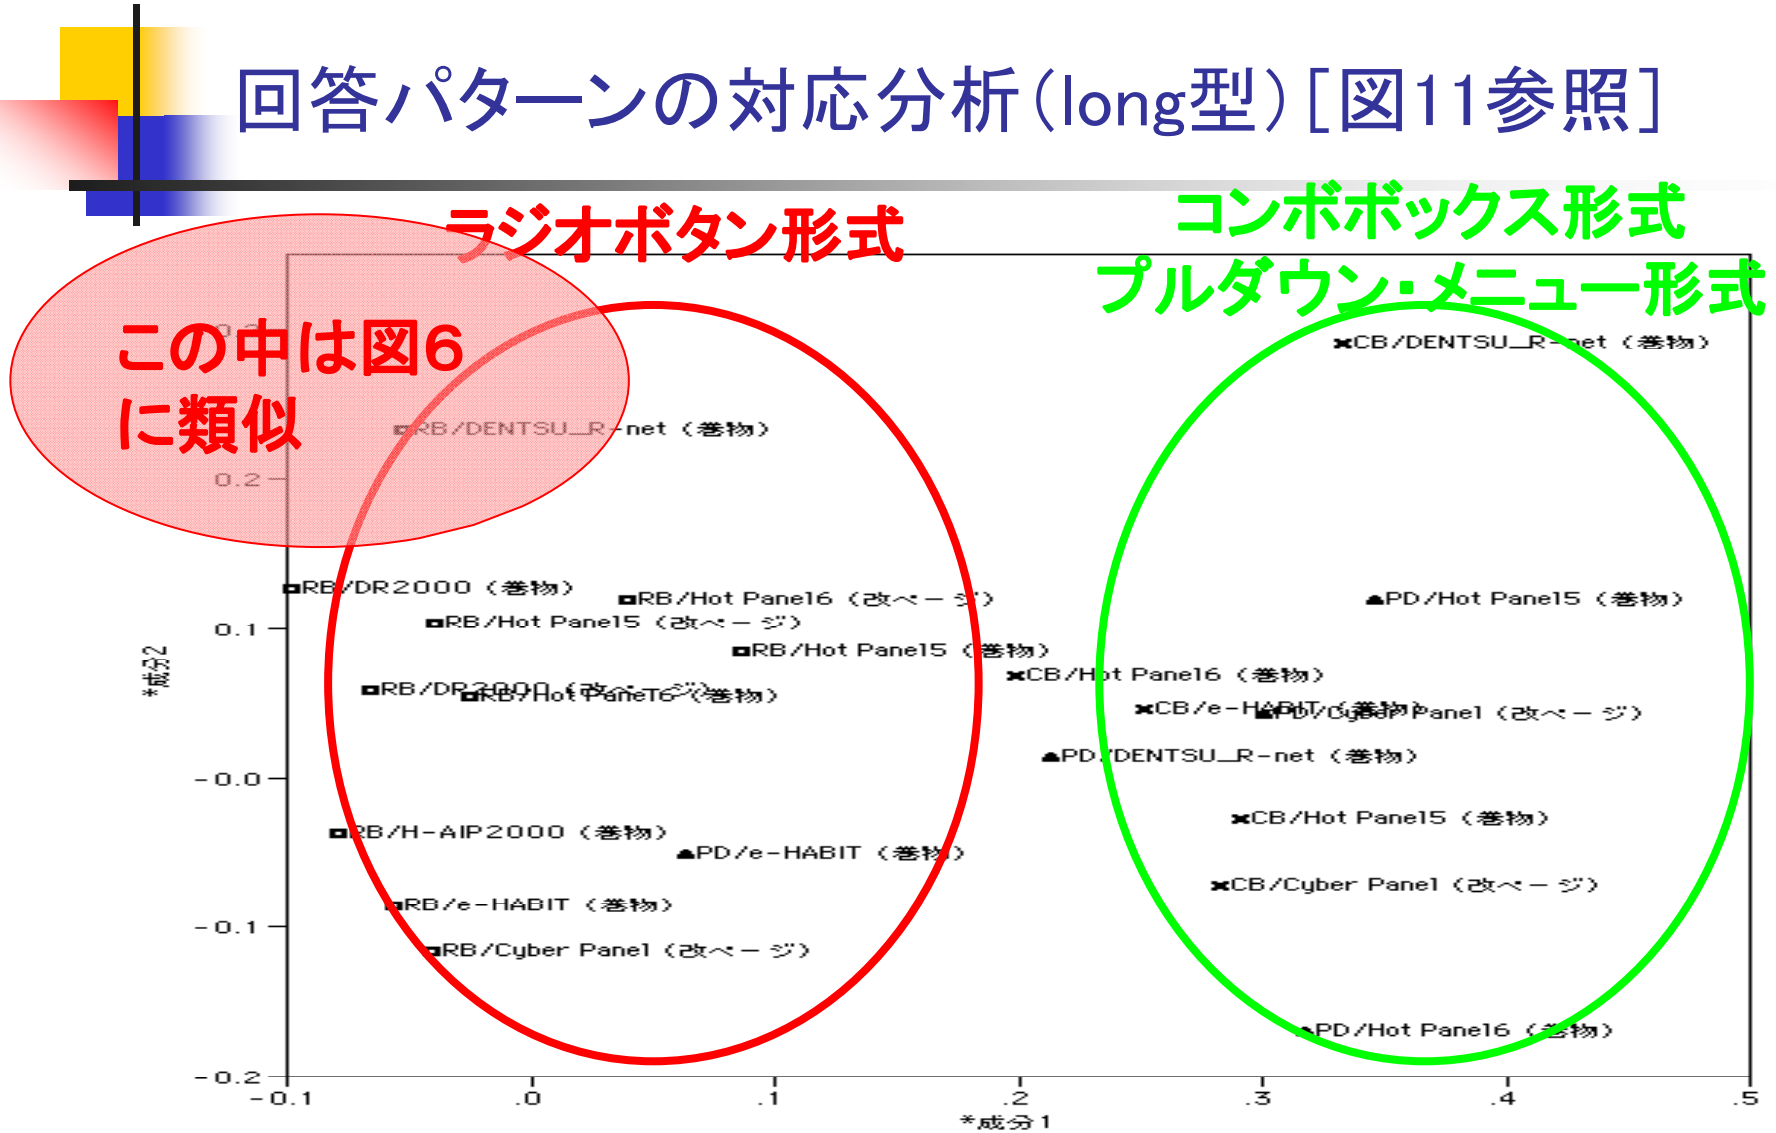 回答パターンの対応分析（long型）［図11参照］
ラジオボタン形式
コンボボックス形式
プルダウン・メニュー形式
この中は図6
に類似
0.3
×CB/DENTSU_R-net（巻物）
RB/DENTSU_R-net（巻物）
0.2
RB/DR2000（巻物）
RB/Hot Panel6（改ページ）
PD/Hot Panel5（巻物）
RB/Hot Panel5（改ページ）
0.1
RB/Hot Panel5（巻物）
×CB/Hot Panel6（巻物）
*成分2
RB/DR2000（改ページ）
RB/Hot Panel6（巻物）
×CB/e-HABIT（巻物）
PD/Cyber Panel（改ページ）
PD/DENTSU_R-net（巻物）
-0.0
×CB/Hot Panel5（巻物）
RB/H-AIP2000（巻物）
PD/e-HABIT（巻物）
×CB/Cyber Panel（改ページ）
RB/e-HABIT（巻物）
-0.1
RB/Cyber Panel（改ページ）
PD/Hot Panel6（巻物）
-0.2
-0.1 .0 .1 .2 .3 .4 .5
*成分1